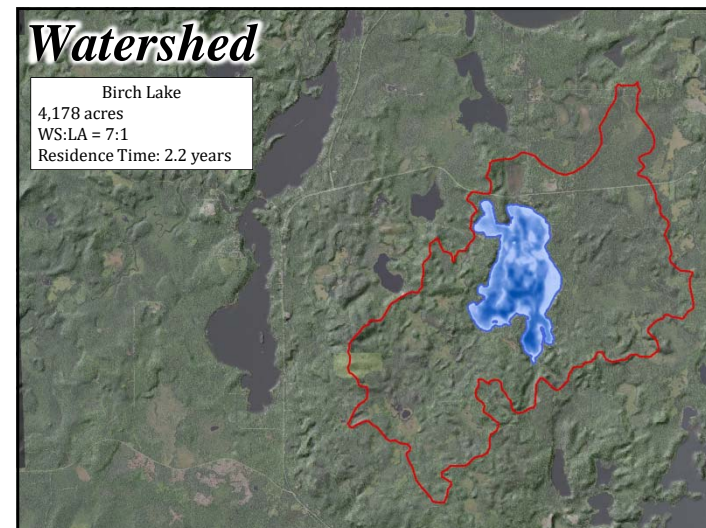 Watershed
Birch Lake
4,178 acres
WS:LA = 7:1
Residence Time: 2.2 years